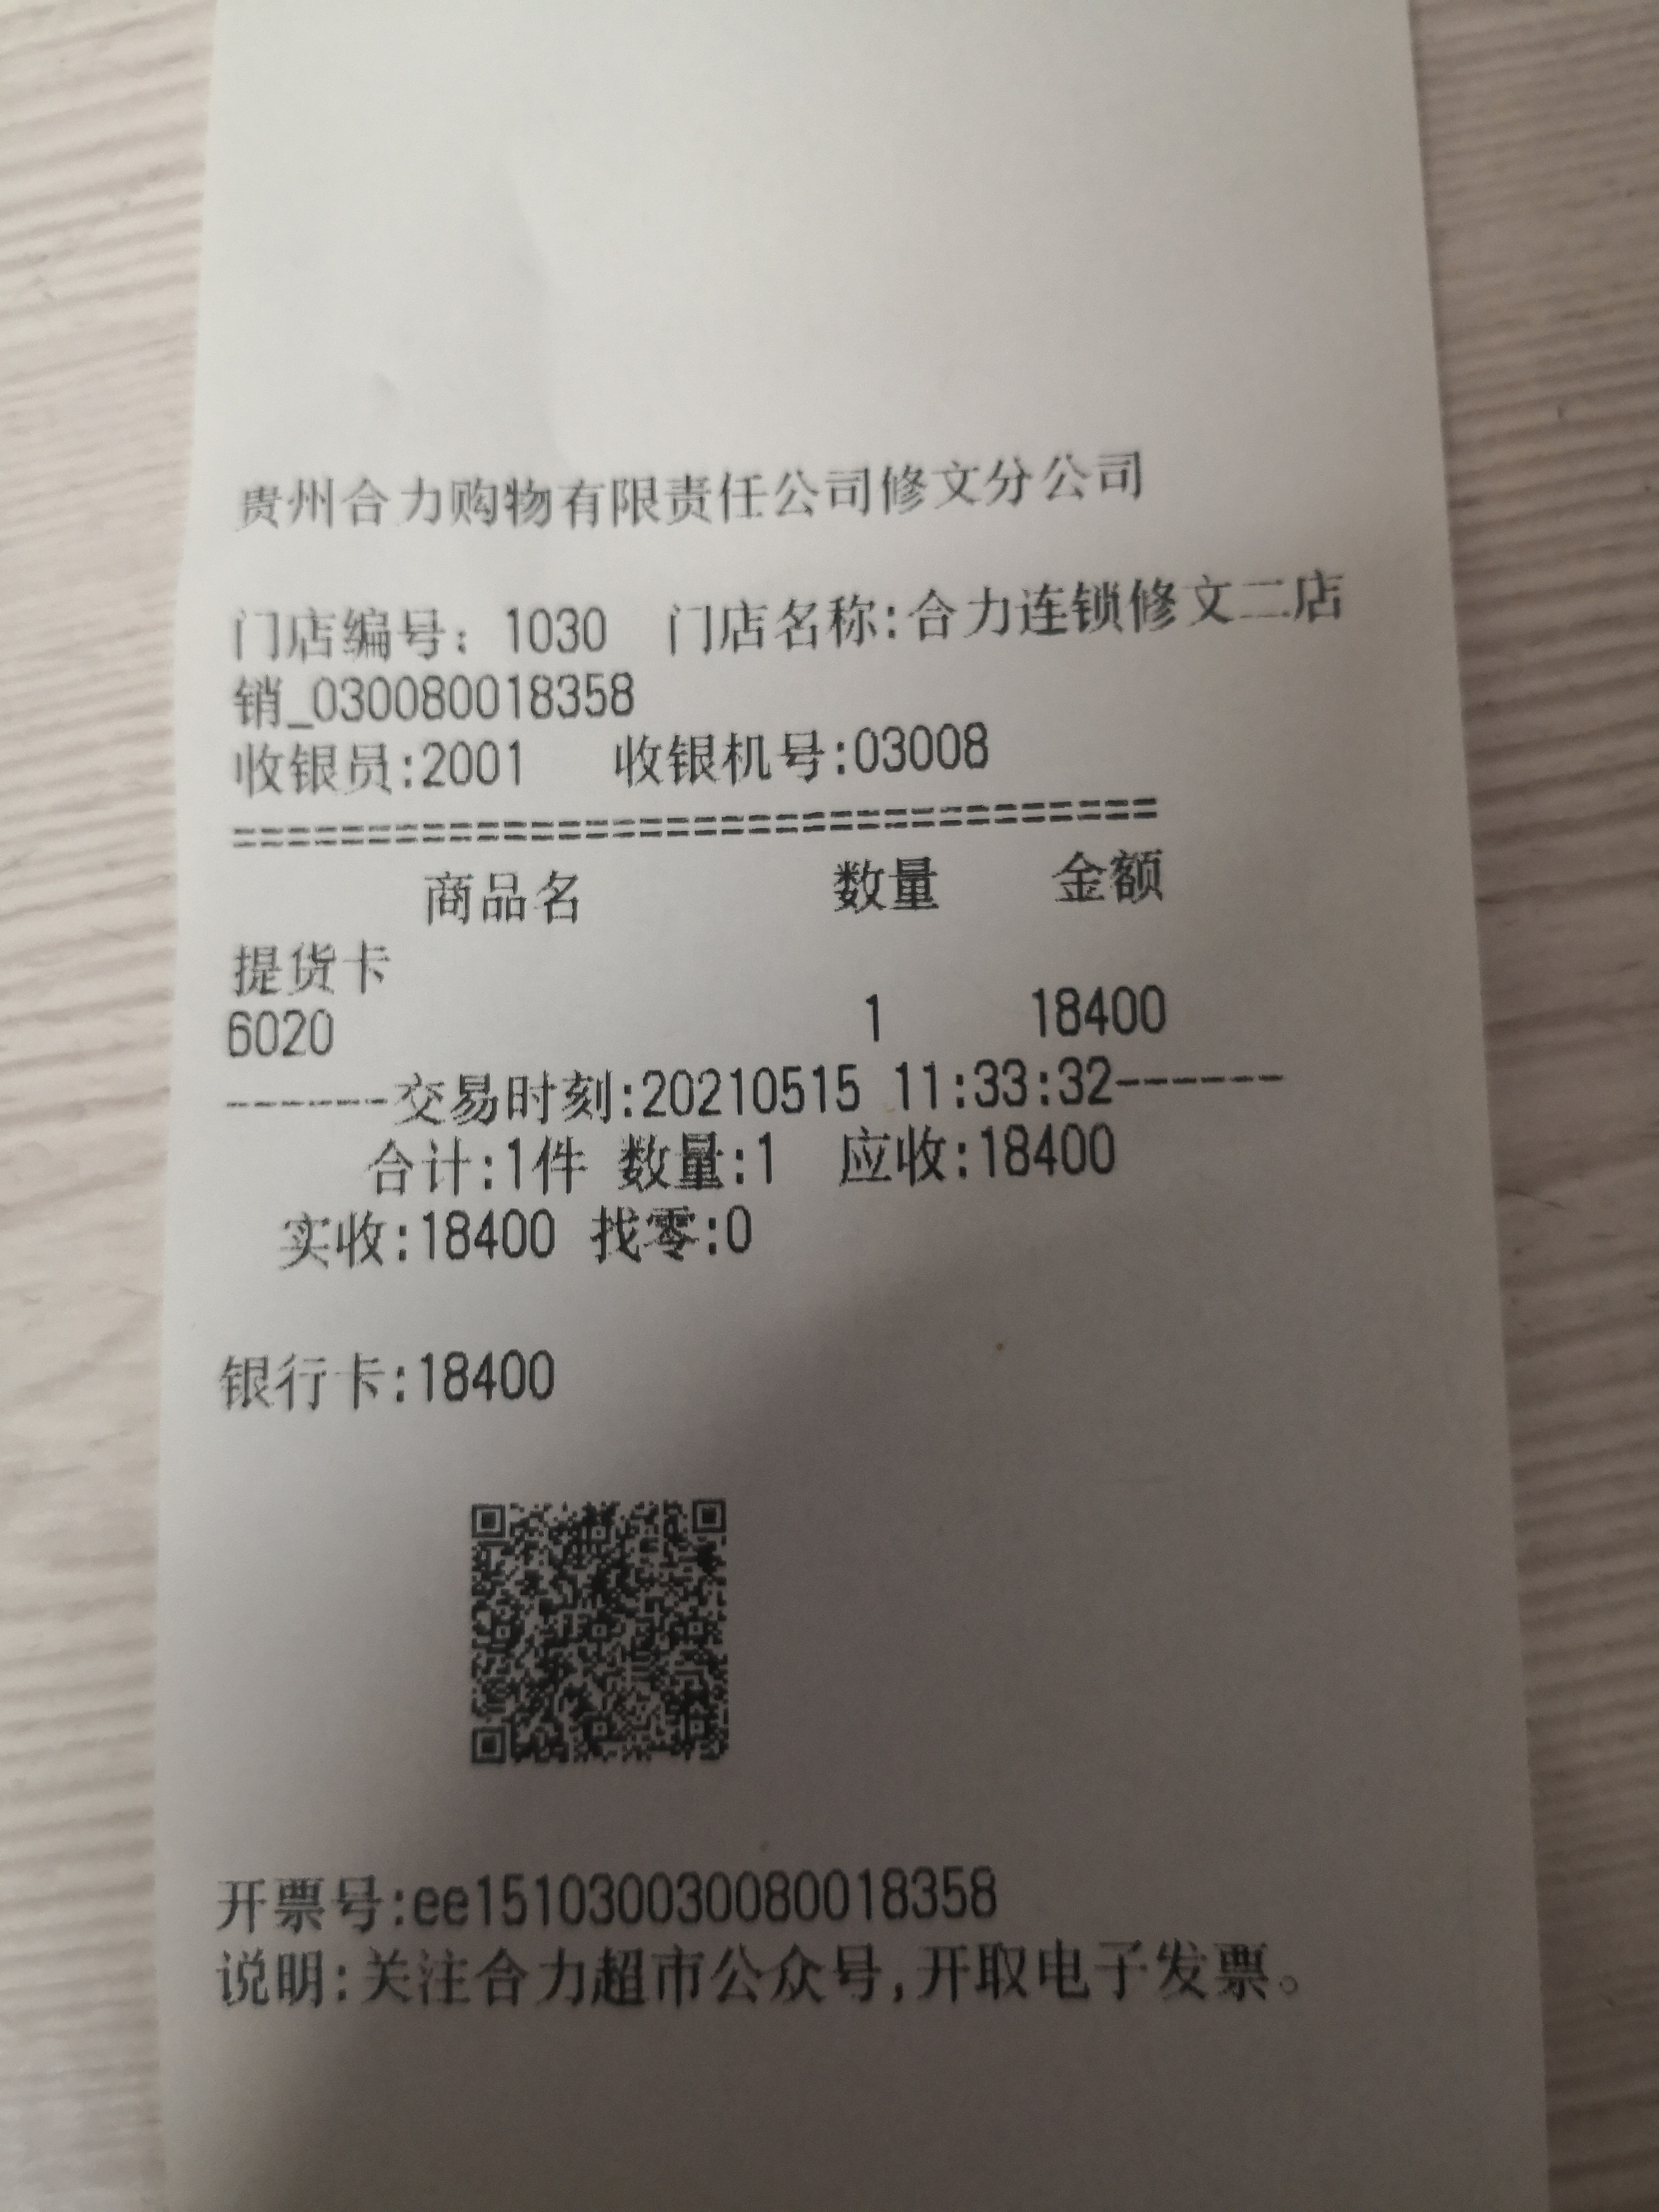 贵州合力购物有限责任公司修文分公司
门店编号：1030 门店名称:合力连锁修文二店
销_030080018358
收银员:2001 收银机号:03008
==================================
商品名 数量 金额
提货卡
6020 1 18400
------交易时刻:20210515 11:33:32------
合计:1件 数量:1 应收:18400
实收:18400 找零:0
银行卡:18400
开票号:ee151030030080018358
说明:关注合力超市公众号,开取电子发票。